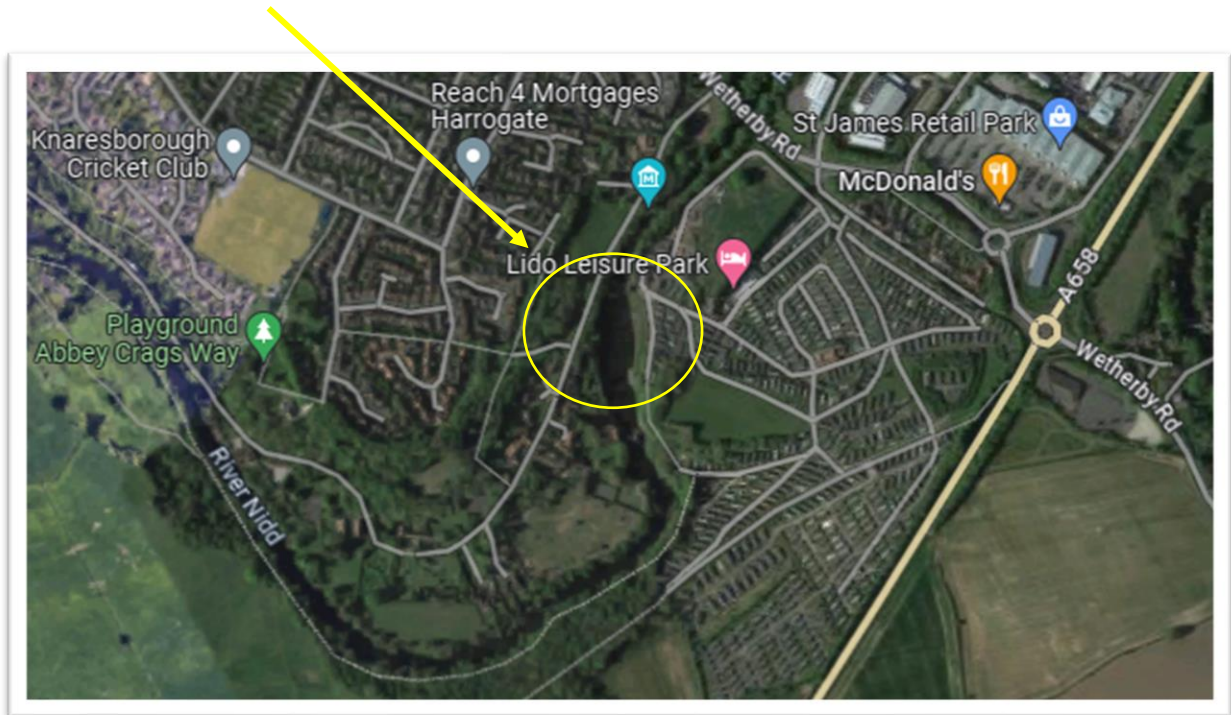 Reach 4 Mortgages
Harrogate
Wetherby Rd
St James Retail Park
Knaresborough
Cricket Club
McDonald's
A658
Lido Leisure Park
Playground
Abbey Crags Way
Wetherby Rd
River Nidd